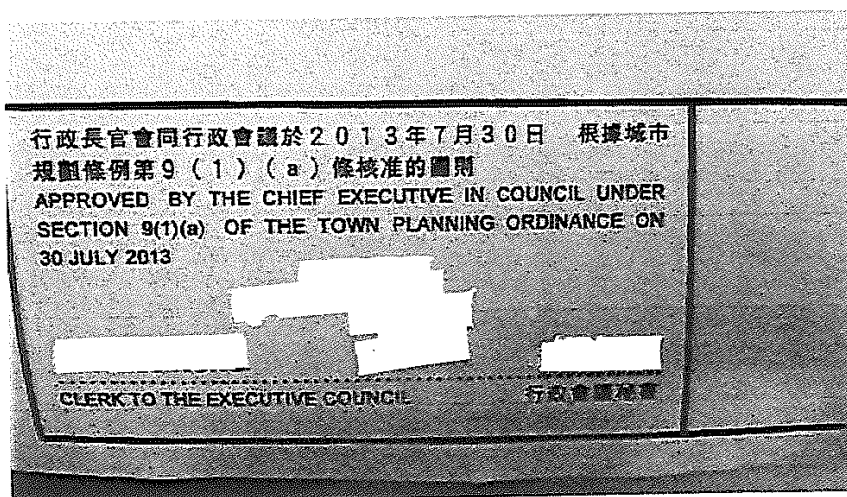 行政長官會同行政會議於2013年7月30日 根據城市
規劃條例第9(1)(a)條核准的圖則
APPROVED BY THE CHIEF EXECUTIVE IN COUNCIL UNDER
SECTION 9(1)(a) OF THE TOWN PLANNING ORDINANCE ON
30 JULY 2013
CLERK TO THE EXECUTIVE COUNCIL 行政會議秘書